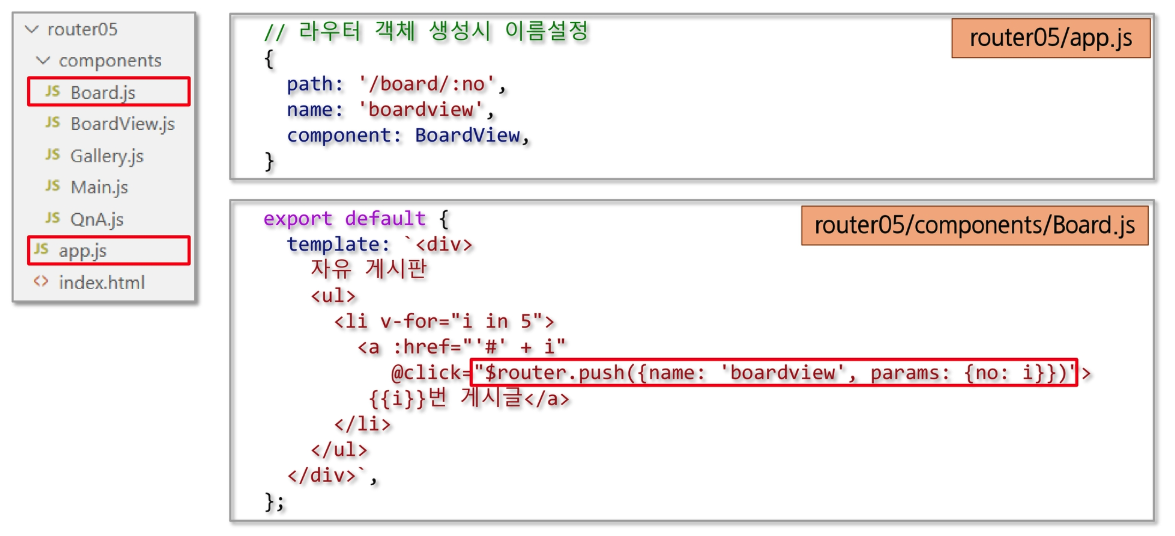 router05
components
JS Board.js
JS BoardView.js
JS Gallery.js
JS Main.js
JS QnA.js
JS app.js
<> index.html
router05/app.js
// 라우터 객체 생성시 이름설정
{
path: '/board/:no',
name: 'boardview',
component: BoardView,
}
router05/components/Board.js
export default {
template: `<div>
자유 게시판
<ul>
<li v-for="i in 5">
<a :href="'#' + i"
@click="$router.push({name: 'boardview', params: {no: i}})">
{{i}}번 게시글</a>
</li>
</ul>
</div>`,
};